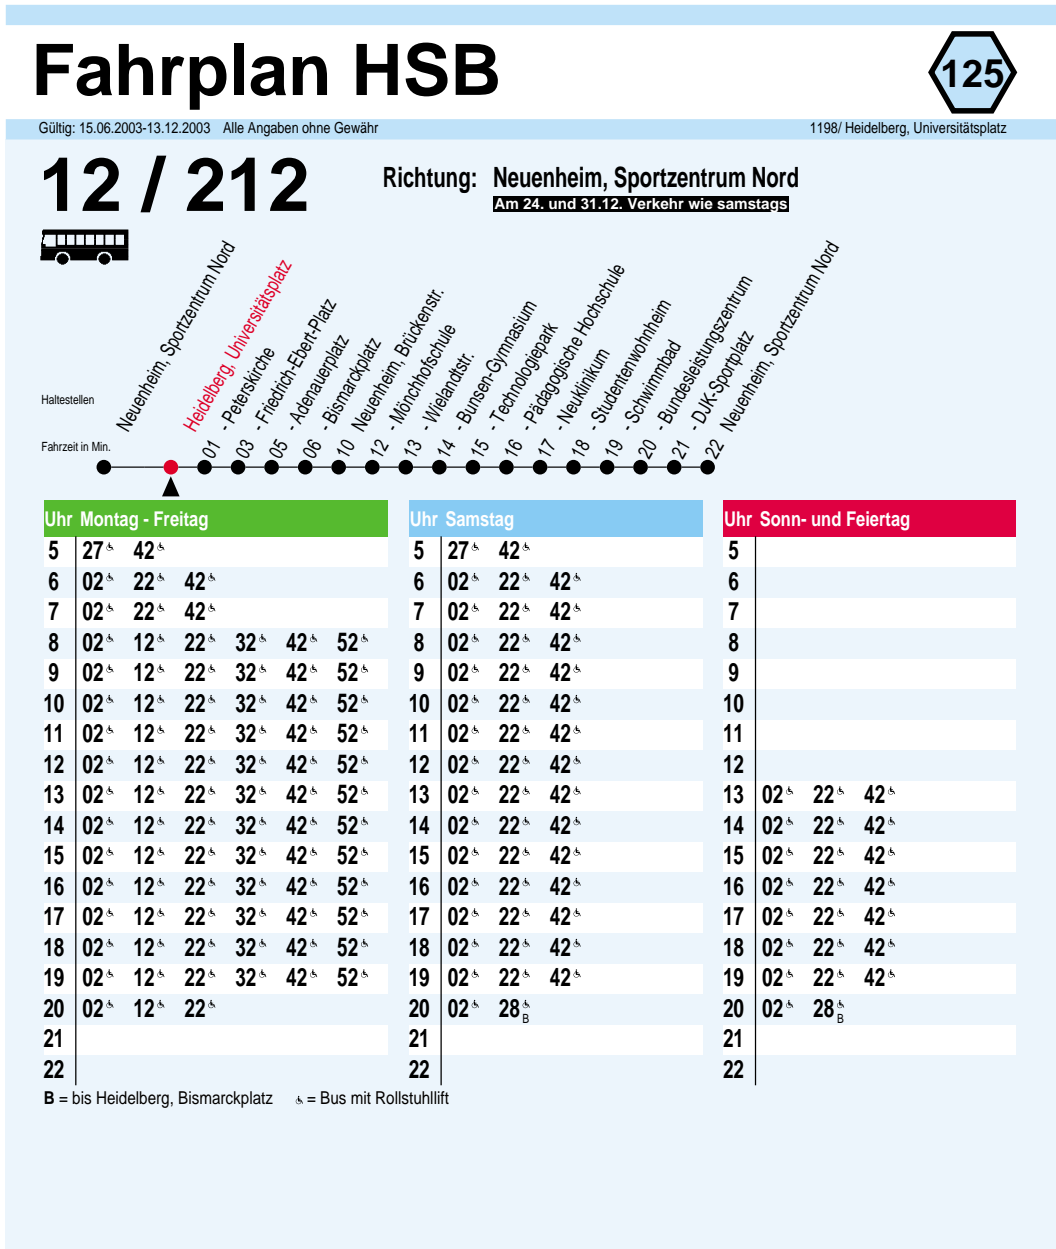 Fahrplan HSB
125
Gültig: 15.06.2003-13.12.2003 Alle Angaben ohne Gewähr
1198/ Heidelberg, Universitätsplatz
12 / 212
Richtung: Neuenheim, Sportzentrum Nord
Am 24. und 31.12. Verkehr wie samstags
Haltestellen
Fahrzeit in Min.
Neuenheim, Sportzentrum Nord
Heidelberg, Universitätsplatz
01 - Peterskirche
03 - Friedrich-Ebert-Platz
05 - Adenauerplatz
06 - Bismarckplatz
10 Neuenheim, Brückenstr.
12 - Mönchhofschule
13 - Wielandtstr.
14 - Bunsen-Gymnasium
15 - Technologiepark
16 - Pädagogische Hochschule
17 - Neuklinikum
18 - Studentenwohnheim
19 - Schwimmbad
20 - Bundesleistungszentrum
21 - DJK-Sportplatz
22 Neuenheim, Sportzentrum Nord
Uhr Montag - Freitag
5 27 42
6 02 22 42
7 02 22 42
8 02 12 22 32 42 52
9 02 12 22 32 42 52
10 02 12 22 32 42 52
11 02 12 22 32 42 52
12 02 12 22 32 42 52
13 02 12 22 32 42 52
14 02 12 22 32 42 52
15 02 12 22 32 42 52
16 02 12 22 32 42 52
17 02 12 22 32 42 52
18 02 12 22 32 42 52
19 02 12 22 32 42 52
20 02 12 22
21
22
Uhr Samstag
5 27 42
6 02 22 42
7 02 22 42
8 02 22 42
9 02 22 42
10 02 22 42
11 02 22 42
12 02 22 42
13 02 22 42
14 02 22 42
15 02 22 42
16 02 22 42
17 02 22 42
18 02 22 42
19 02 22 42
20 02 28 B
21
22
Uhr Sonn- und Feiertag
5
6
7
8
9
10
11
12
13 02 22 42
14 02 22 42
15 02 22 42
16 02 22 42
17 02 22 42
18 02 22 42
19 02 22 42
20 02 28 B
21
22
B = bis Heidelberg, Bismarckplatz ♿ = Bus mit Rollstuhllift